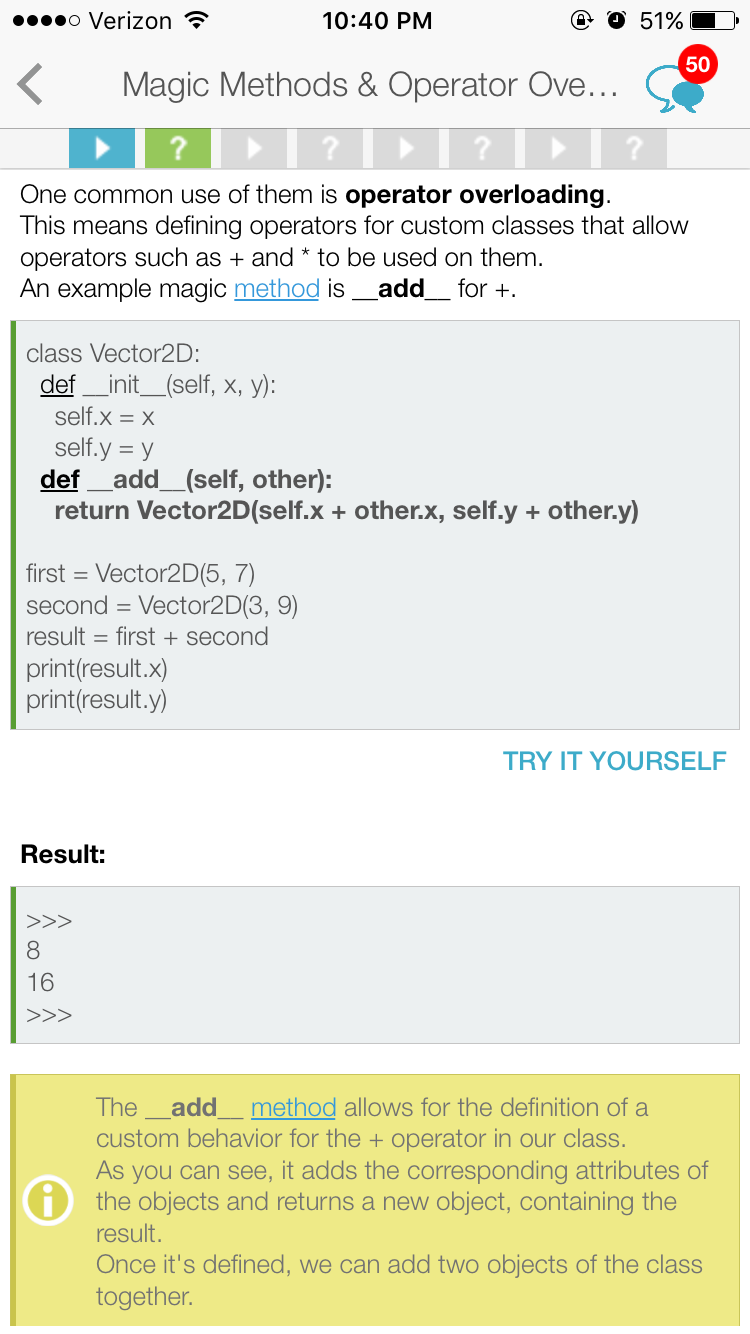 Verizon 10:40 PM 51%
Magic Methods & Operator Ove... 50
? ? ? ?
One common use of them is operator overloading.
This means defining operators for custom classes that allow
operators such as + and * to be used on them.
An example magic method is __add__ for +.
class Vector2D:
def __init__(self, x, y):
self.x = x
self.y = y
def __add__(self, other):
return Vector2D(self.x + other.x, self.y + other.y)
first = Vector2D(5, 7)
second = Vector2D(3, 9)
result = first + second
print(result.x)
print(result.y)
TRY IT YOURSELF
Result:
>>>
8
16
>>>
The __add__ method allows for the definition of a
custom behavior for the + operator in our class.
As you can see, it adds the corresponding attributes of
the objects and returns a new object, containing the
result.
Once it's defined, we can add two objects of the class
together.